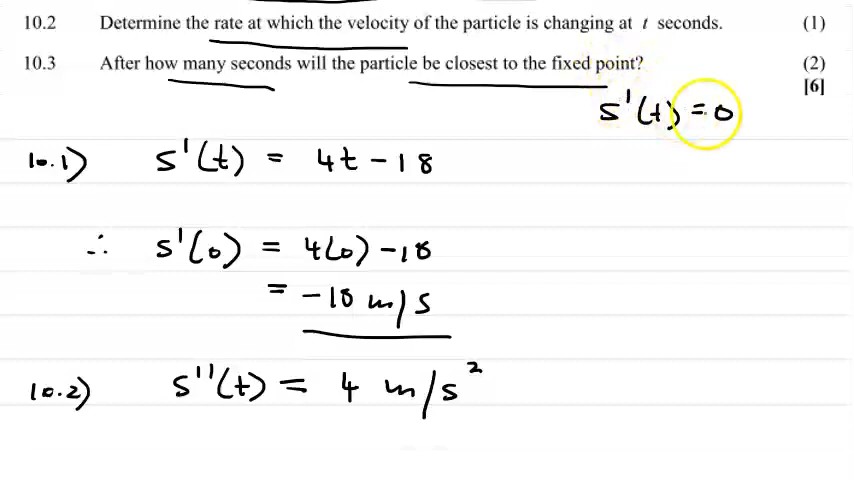 10.2 Determine the rate at which the velocity of the particle is changing at t seconds. (1)
10.3 After how many seconds will the particle be closest to the fixed point? (2)
[6]
s'(t) = 0
10.1) s'(t) = 4t - 18
∴ s'(0) = 4(0) - 18
= -18 m/s
10.2) s''(t) = 4 m/s²